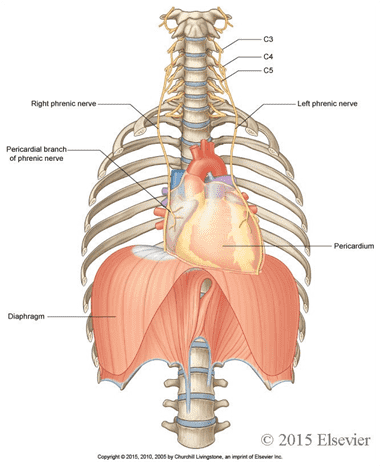 C3
C4
C5
Right phrenic nerve
Left phrenic nerve
Pericardial branch
of phrenic nerve
Pericardium
Diaphragm
© 2015 Elsevier
Copyright © 2015, 2010, 2005 by Churchill Livingstone, an imprint of Elsevier Inc.